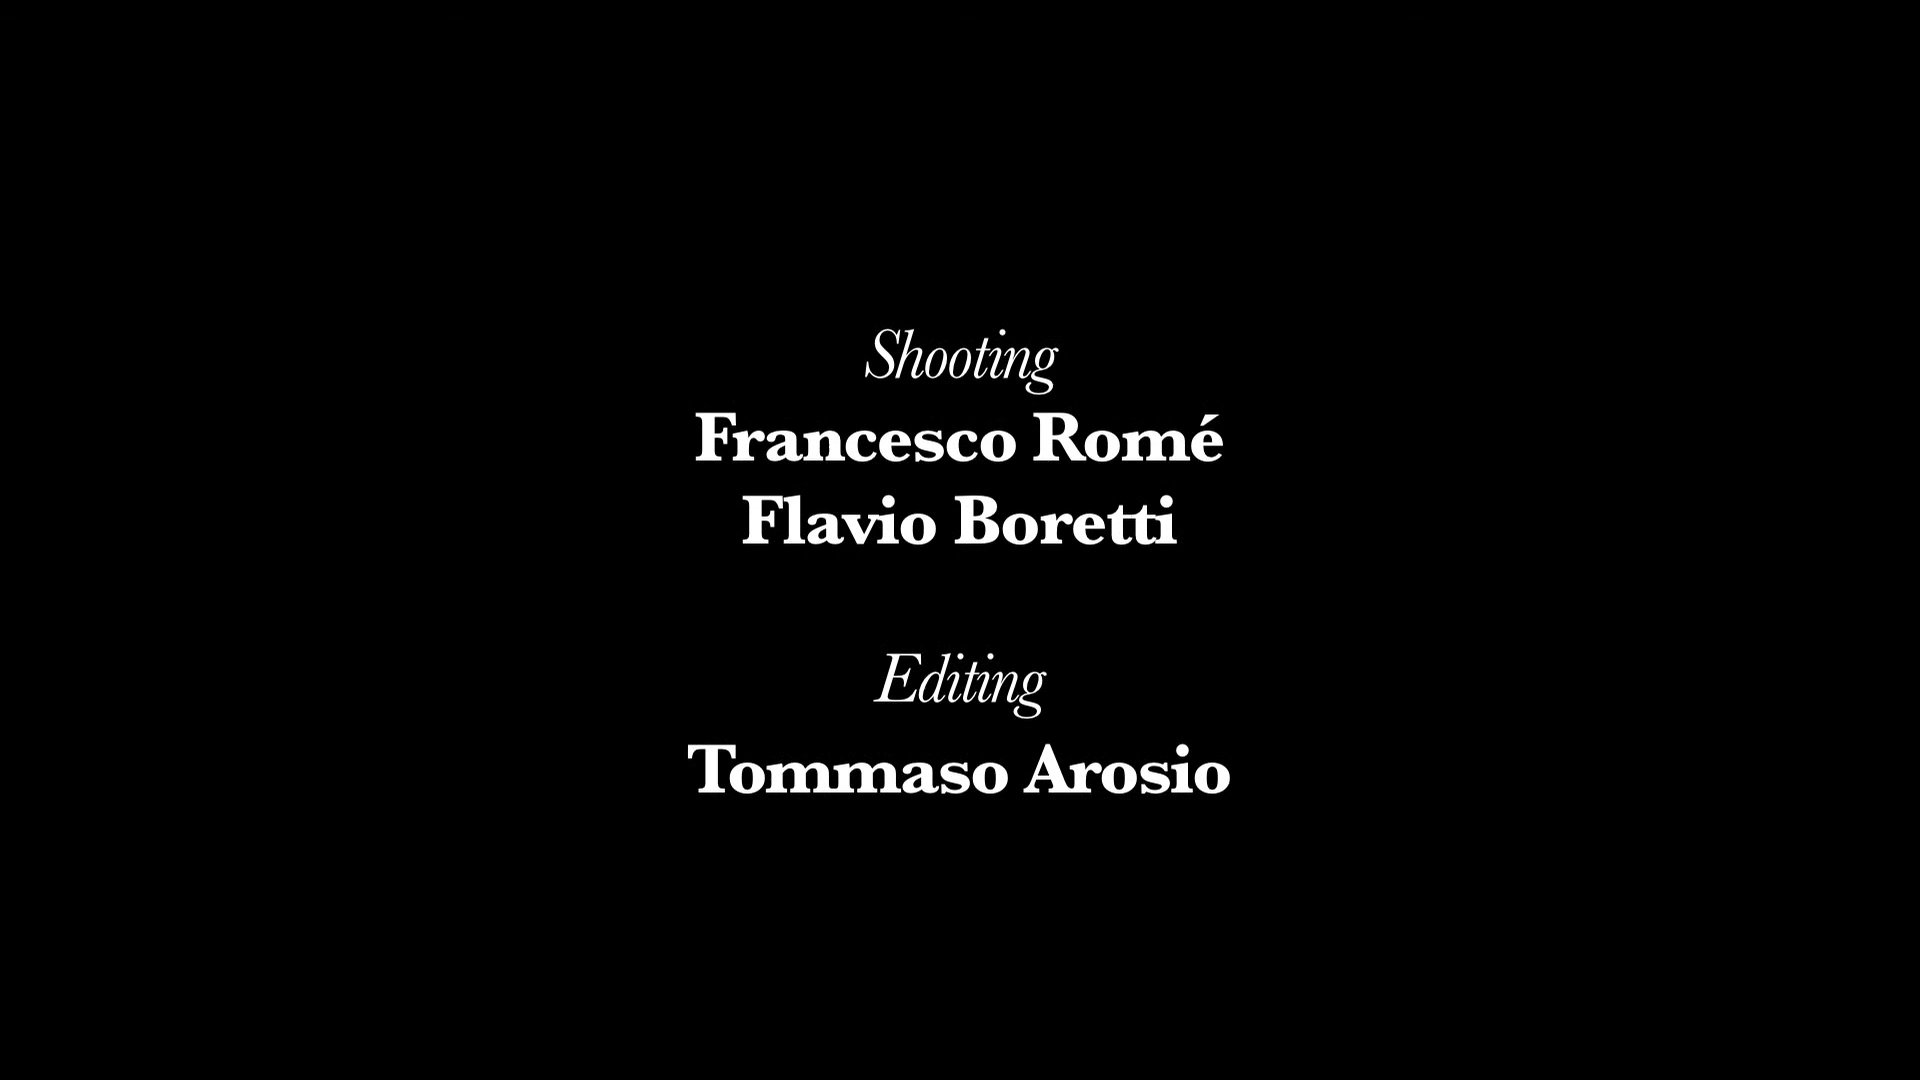 Shooting
Francesco Romé
Flavio Boretti
Editing
Tommaso Arosio